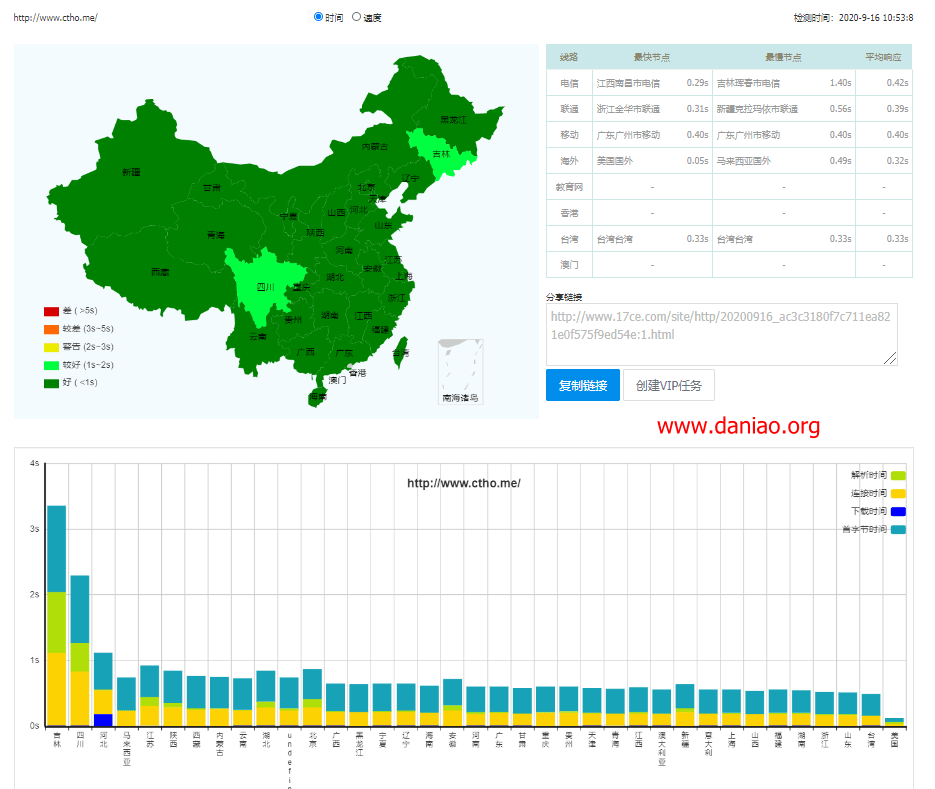 http://www.ctho.me/
时间 速度
检测时间：2020-9-16 10:53:8
黑龙江
内蒙古
吉林
新疆
辽宁
甘肃
北京
天津
宁夏
山西
河北
陕西
山东
青海
河南
西藏
江苏
安徽
上海
湖北
四川
重庆
浙江
贵州
湖南
江西
福建
云南
广西
广东
台湾
香港
澳门
海南
南海诸岛
差 ( >5s)
较差 (3s~5s)
警告 (2s~3s)
较好 (1s~2s)
好 ( <1s)
线路 最快节点 最慢节点 平均响应
电信 江西南昌市电信 0.29s 吉林珲春市电信 1.40s 0.42s
联通 浙江金华市联通 0.31s 新疆克拉玛依市联通 0.56s 0.39s
移动 广东广州市移动 0.40s 广东广州市移动 0.40s 0.40s
海外 美国国外 0.05s 马来西亚国外 0.49s 0.32s
教育网 - - -
香港 - - -
台湾 台湾台湾 0.33s 台湾台湾 0.33s 0.33s
澳门 - - -
分享链接
http://www.17ce.com/site/http/20200916_ac3c3180f7c711ea82
1e0f575f9ed54e:1.html
复制链接 创建VIP任务
www.daniao.org
http://www.ctho.me/
解析时间
连接时间
下载时间
首字节时间
4s
3s
2s
1s
0s
吉林
四川
河北
马来西亚
江苏
陕西
西藏
内蒙古
云南
湖北
undefin
北京
广西
黑龙江
宁夏
辽宁
海南
安徽
河南
广东
甘肃
重庆
贵州
天津
青海
江西
澳大利亚
新疆
意大利
上海
山西
福建
湖南
浙江
山东
台湾
美国